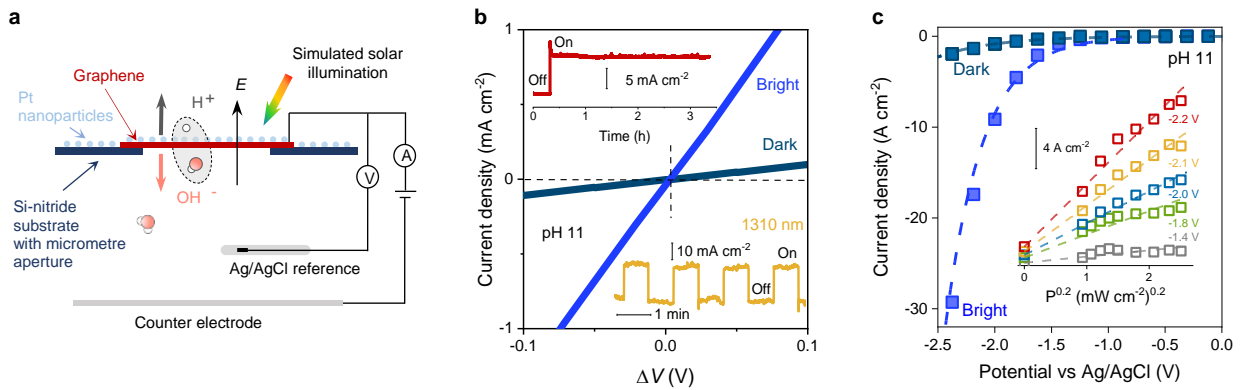 a
Simulated solar
illumination
Graphene
H+
E
Pt
nanoparticles
A
V
OH -
Si-nitride
substrate
with micrometre
aperture
Ag/AgCl reference
Counter electrode
b
Current density (mA cm-2)
1
0
-1
On
Off
5 mA cm-2
0 1 2 3
Time (h)
Bright
Dark
pH 11
1310 nm
10 mA cm-2
On
Off
1 min
-0.1 0.0 0.1
ΔV (V)
c
Current density (A cm-2)
0
-10
-20
-30
Dark
pH 11
4 A cm-2
-2.2 V
-2.1 V
-2.0 V
-1.8 V
-1.4 V
0 1 2
P0.2 (mW cm-2)0.2
Bright
-2.5 -2.0 -1.5 -1.0 -0.5 0.0
Potential vs Ag/AgCl (V)